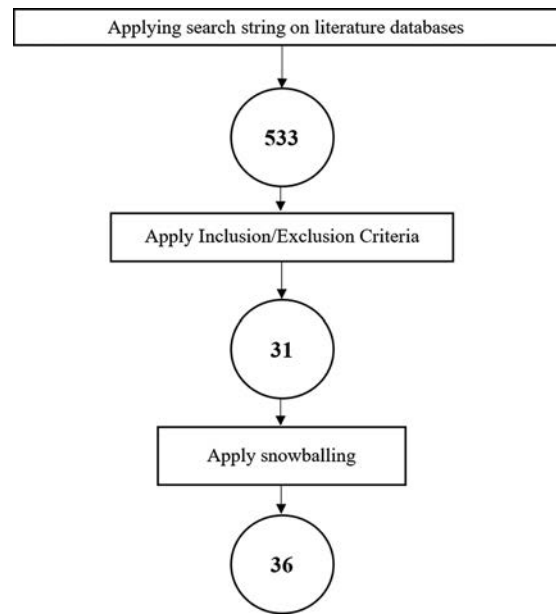 Applying search string on literature databases
533
Apply Inclusion/Exclusion Criteria
31
Apply snowballing
36